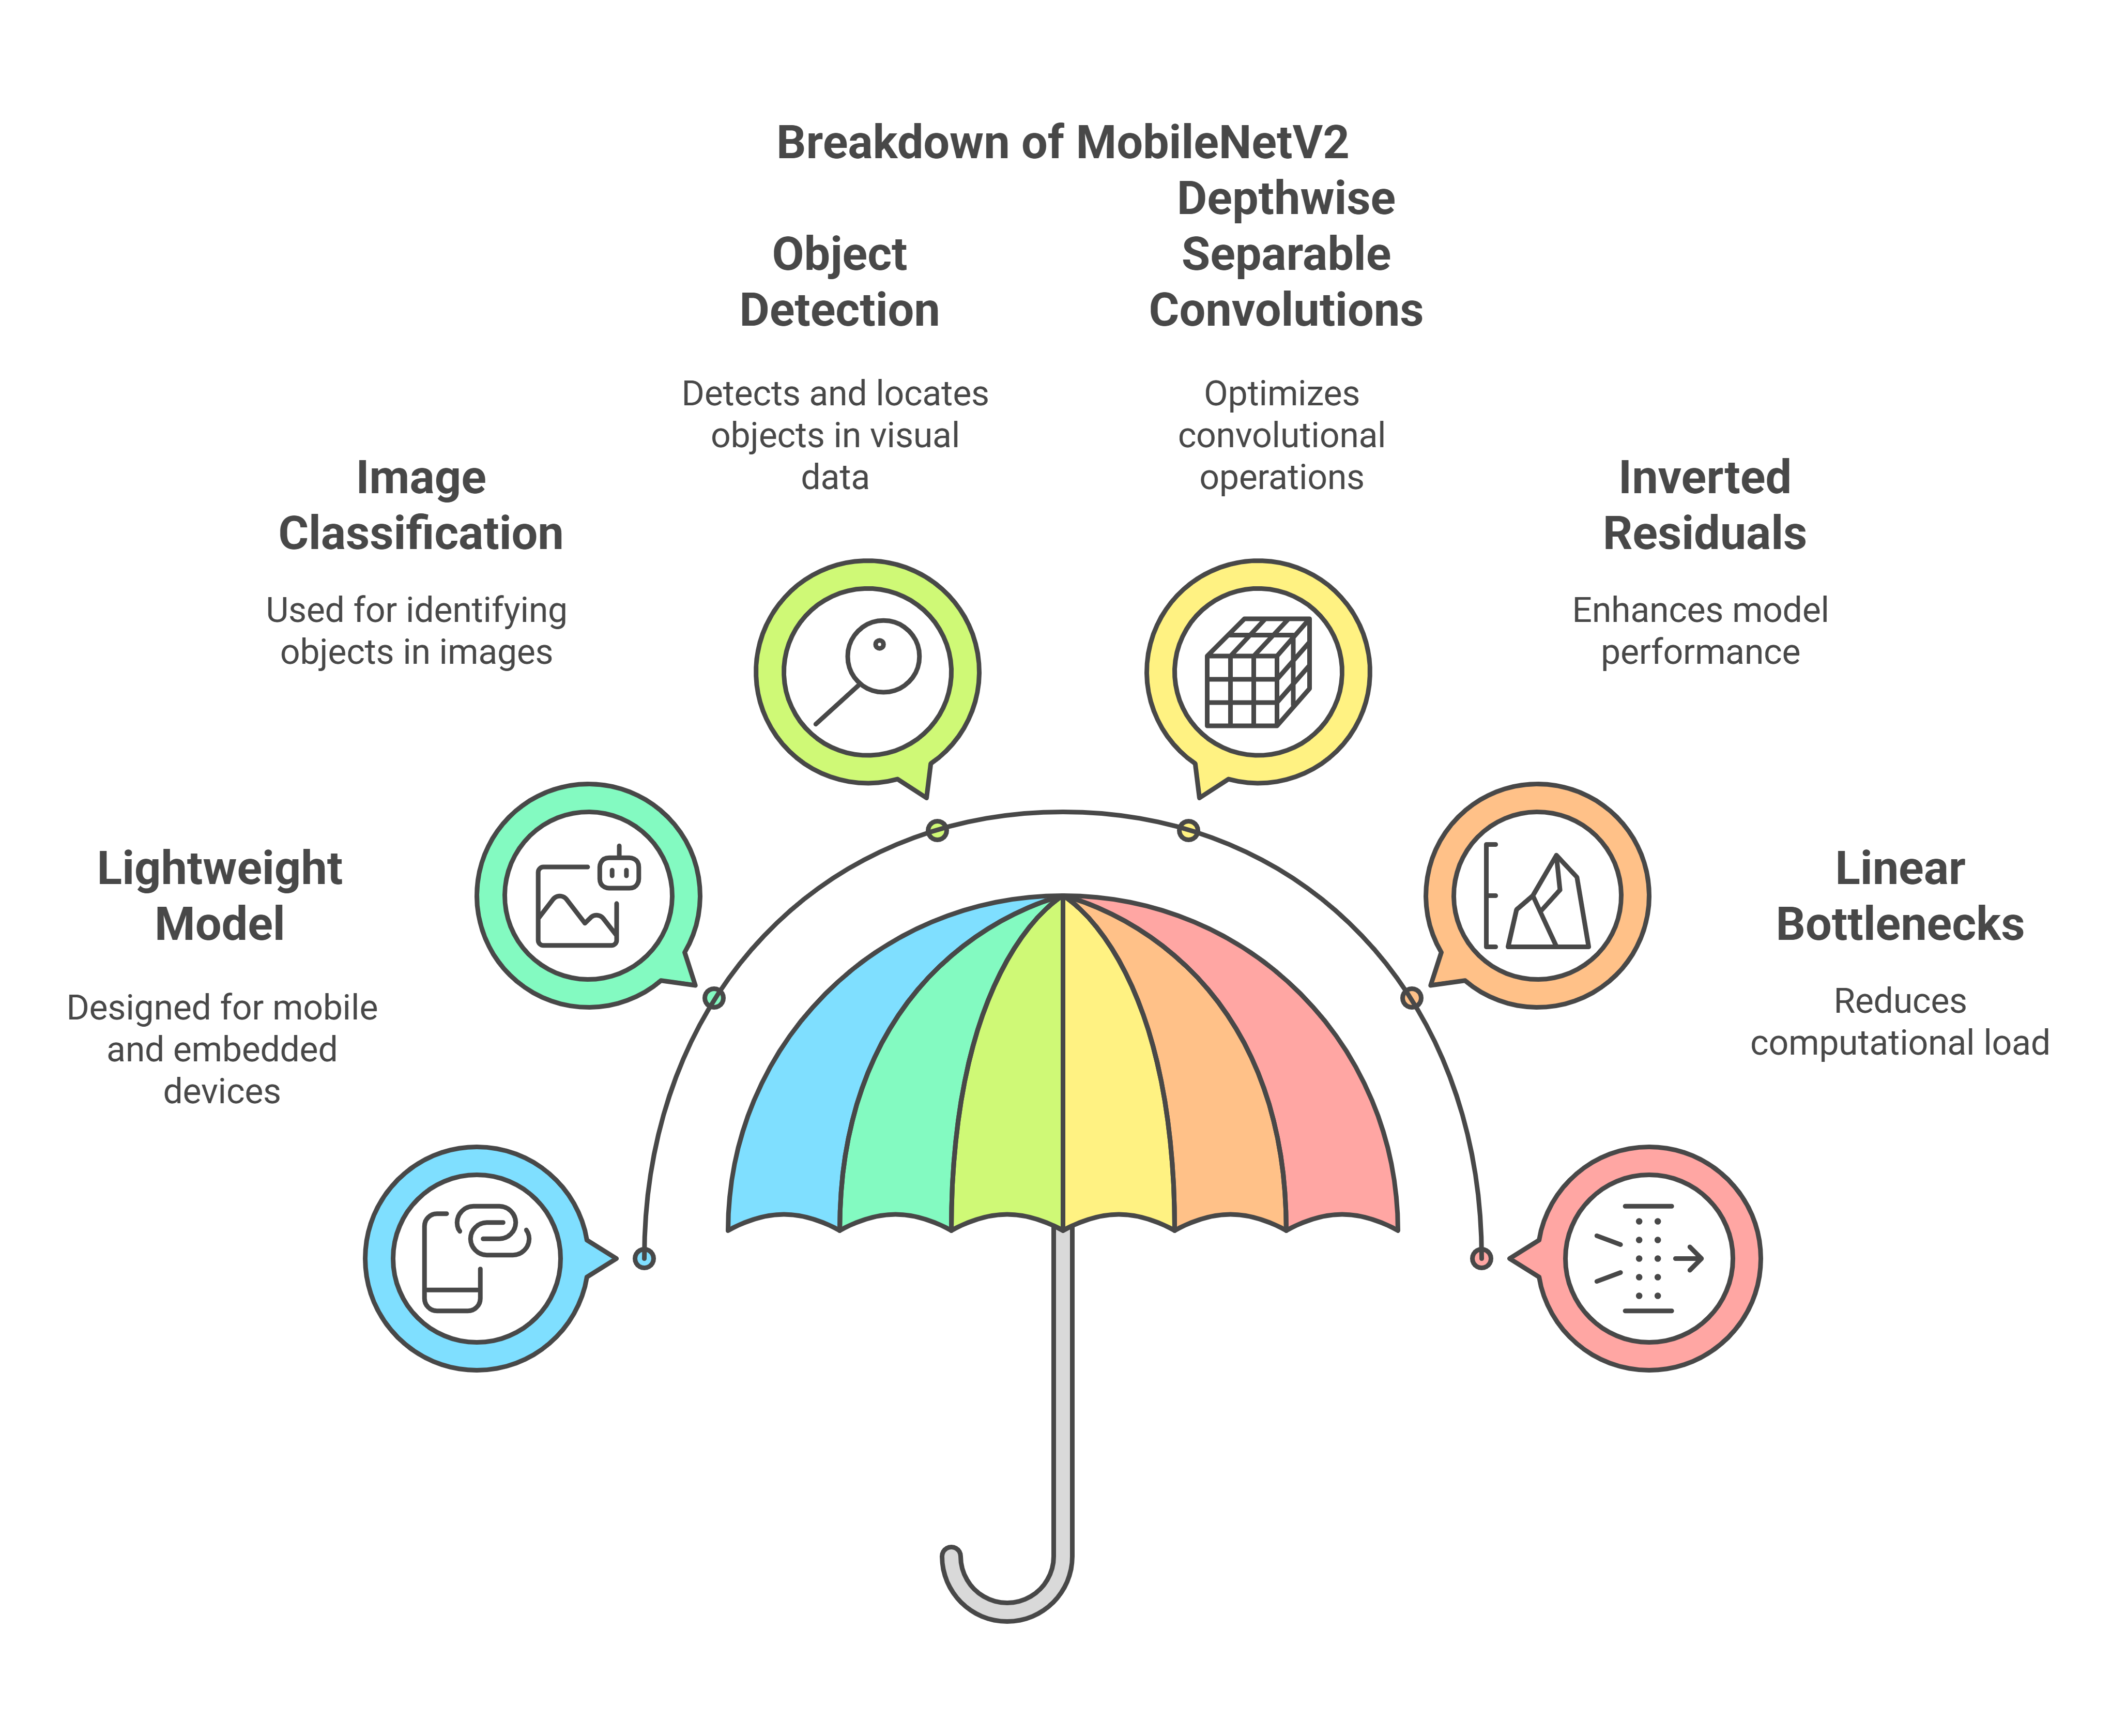 Breakdown of MobileNetV2
Lightweight
Model
Designed for mobile
and embedded
devices
Image
Classification
Used for identifying
objects in images
Object
Detection
Detects and locates
objects in visual
data
Depthwise
Separable
Convolutions
Optimizes
convolutional
operations
Inverted
Residuals
Enhances model
performance
Linear
Bottlenecks
Reduces
computational load